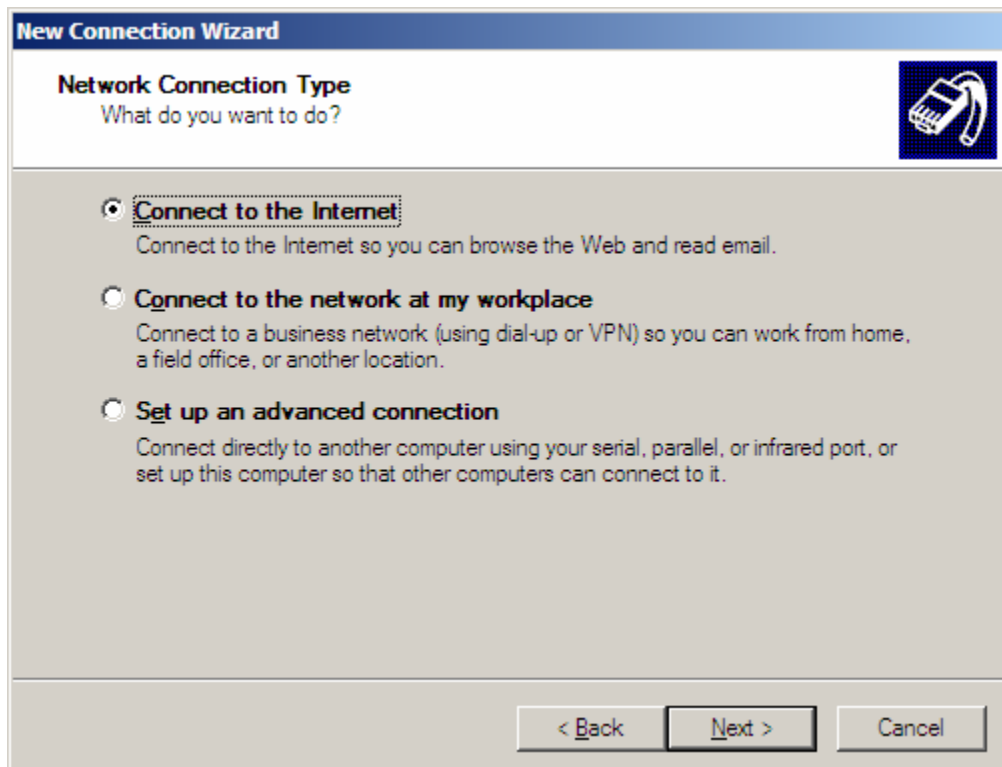 New Connection Wizard
Network Connection Type
What do you want to do?
Connect to the Internet
Connect to the Internet so you can browse the Web and read email.
Connect to the network at my workplace
Connect to a business network (using dial-up or VPN) so you can work from home,
a field office, or another location.
Set up an advanced connection
Connect directly to another computer using your serial, parallel, or infrared port, or
set up this computer so that other computers can connect to it.
< Back
Next >
Cancel